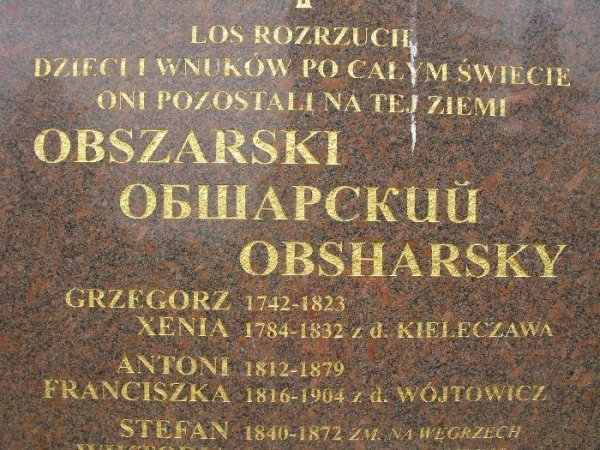 LOS ROZRZUCIŁ
DZIECI I WNUKÓW PO CAŁYM ŚWIECIE
ONI POZOSTALI NA TEJ ZIEMI
OBSZARSKI
ОБШАРСКИЙ
OBSHARSKY
GRZEGORZ 1742-1823
XENIA 1784-1832 z d. KIELECZAWA
ANTONI 1812-1879
FRANCISZKA 1816-1904 z d. WÓJTOWICZ
STEFAN 1840-1872 ZM. NA WĘGRZECH